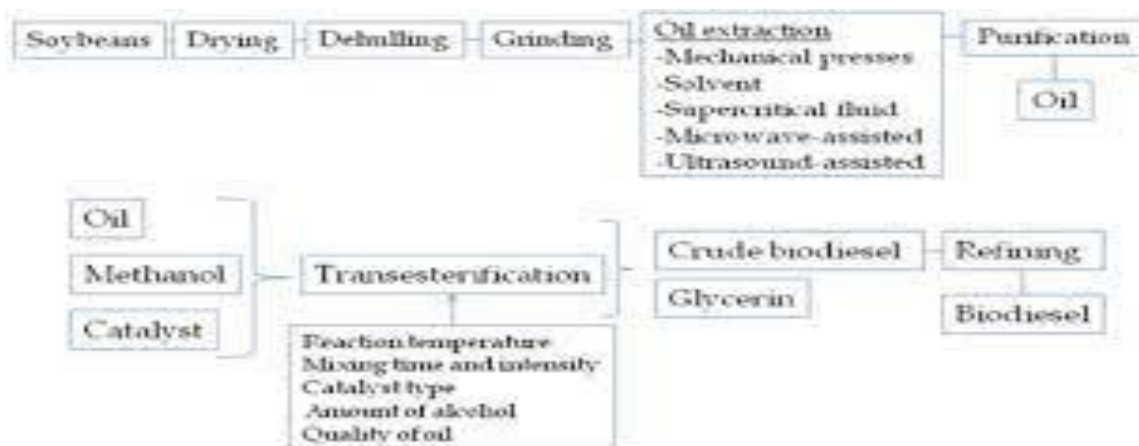 Soybeans
Drying
Dehulling
Grinding
Oil extraction
-Mechanical presses
-Solvent
-Supercritical fluid
-Microwave-assisted
-Ultrasound-assisted
Purification
Oil
Oil
Methanol
Catalyst
Transesterification
Reaction temperature
Mixing time and intensity
Catalyst type
Amount of alcohol
Quality of oil
Crude biodiesel
Glycerin
Refining
Biodiesel